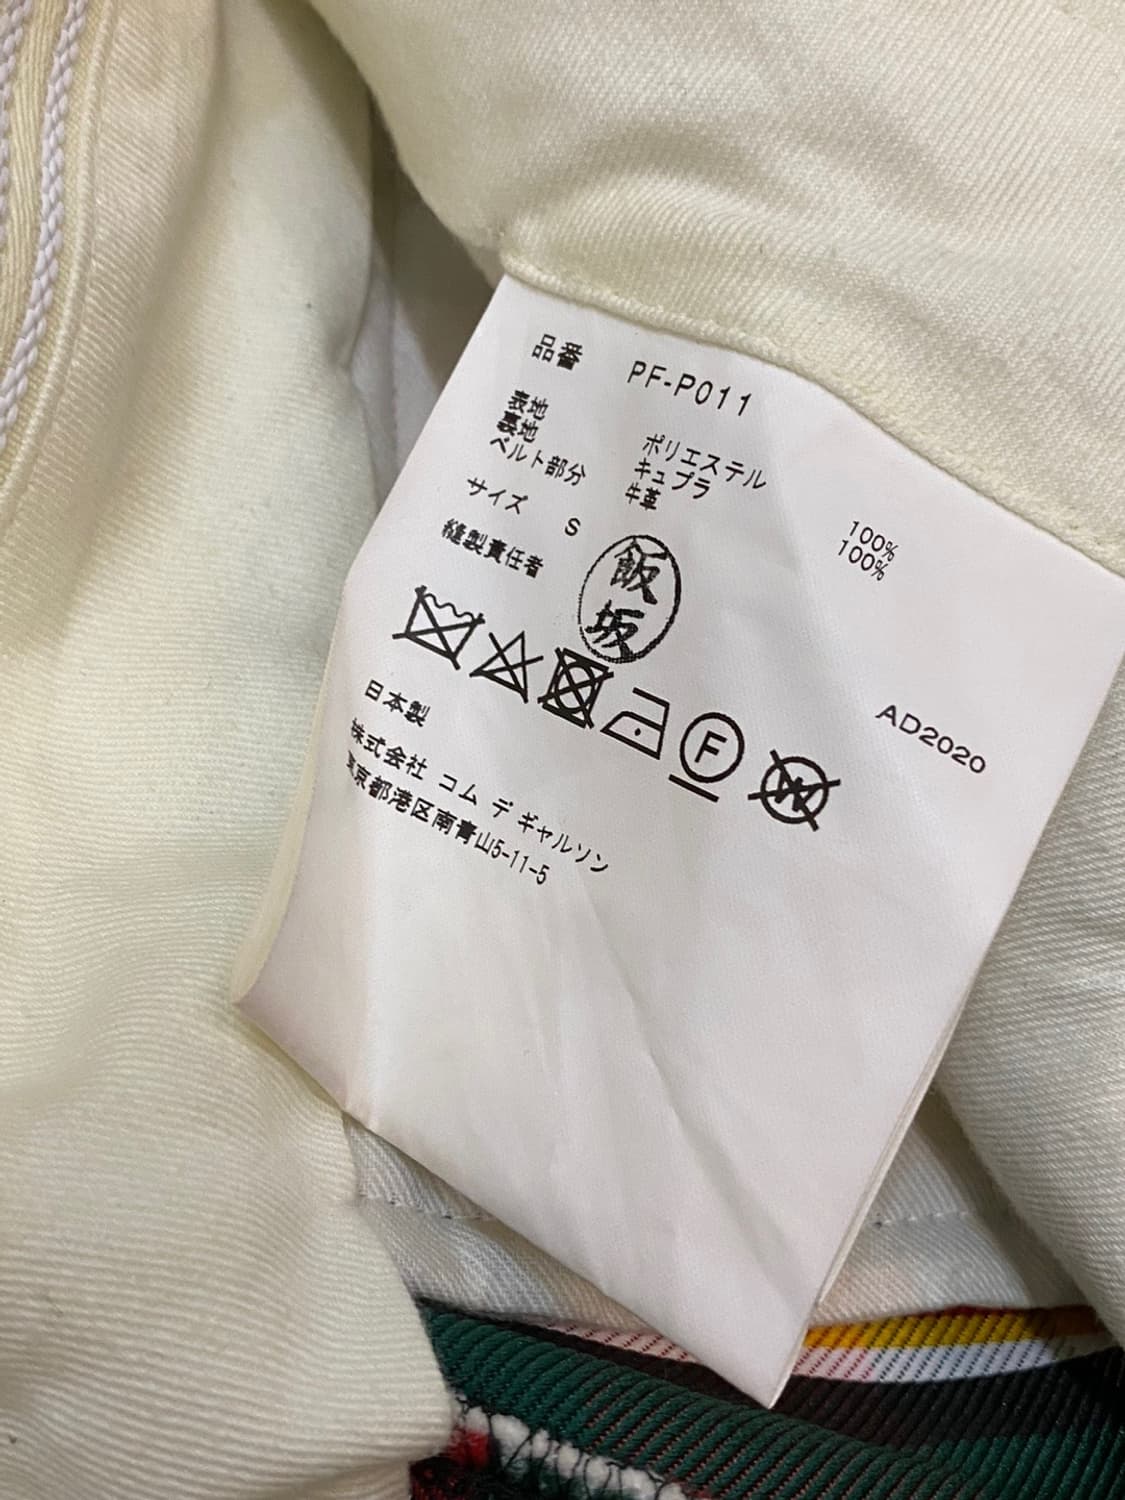 品番 PF-P011
表地 ポリエステル 100%
裏地 キュプラ 100%
ベルト部分 牛革
サイズ S
縫製責任者 飯坂
F
W
AD2020
日本製
株式会社 コム デ ギャルソン
東京都港区南青山5-11-5